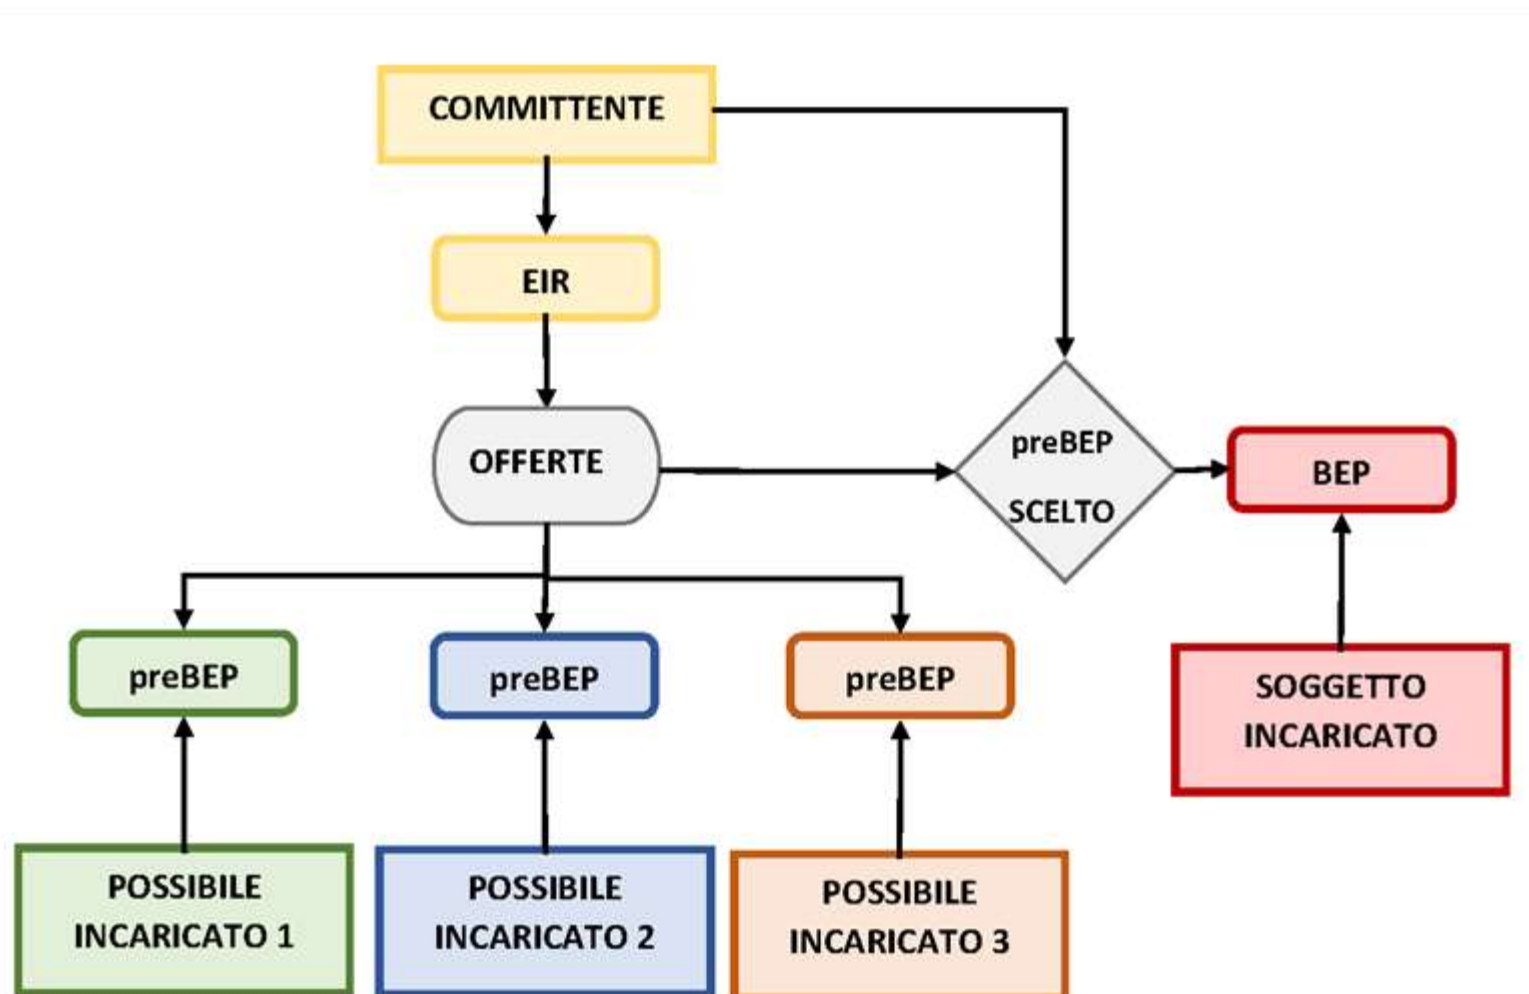 COMMITTENTE
EIR
OFFERTE
preBEP
SCELTO
BEP
preBEP
preBEP
preBEP
SOGGETTO
INCARICATO
POSSIBILE
INCARICATO 1
POSSIBILE
INCARICATO 2
POSSIBILE
INCARICATO 3